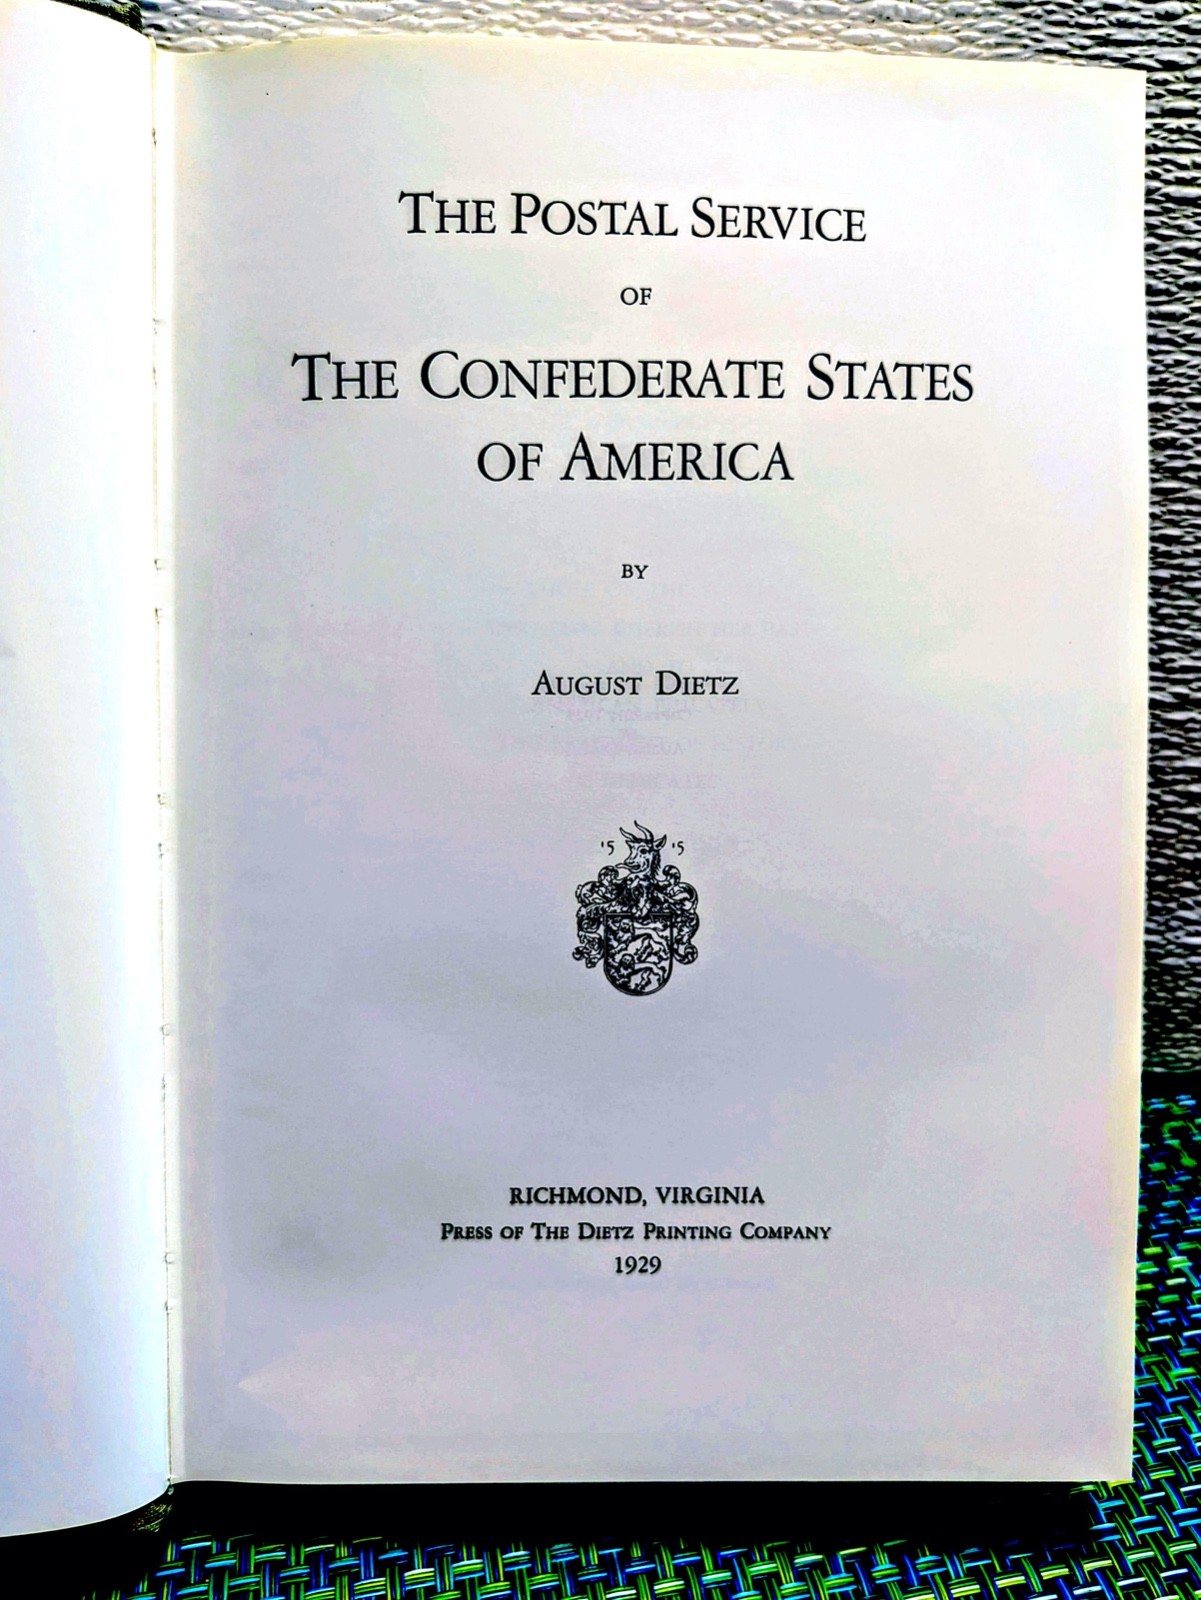 THE POSTAL SERVICE
OF
THE CONFEDERATE STATES
OF AMERICA
BY
AUGUST DIETZ
'5 '5
RICHMOND, VIRGINIA
PRESS OF THE DIETZ PRINTING COMPANY
1929